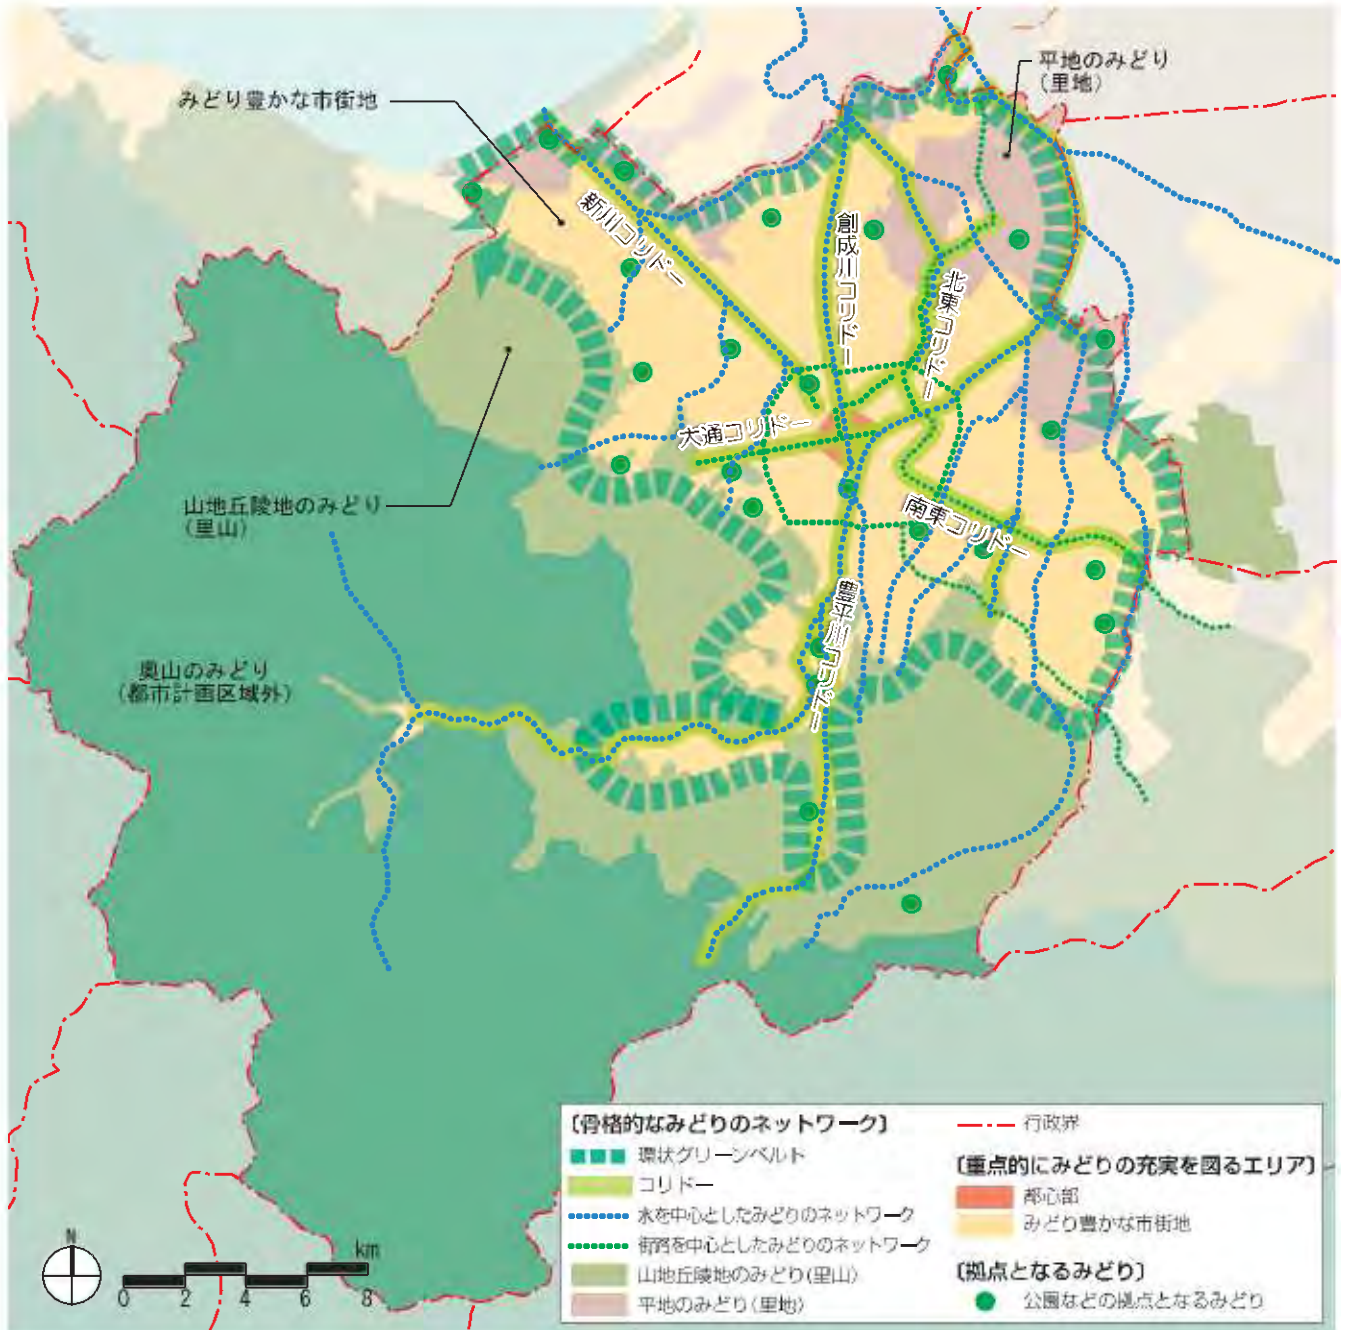 平地のみどり
(里地)
みどり豊かな市街地
新川コリドー
創成川コリドー
北東コリドー
大通コリドー
山地丘陵地のみどり
(里山)
南東コリドー
豊平川コリドー
奥山のみどり
(都市計画区域外)
〔骨格的なみどりのネットワーク〕
環状グリーンベルト
コリドー
水を中心としたみどりのネットワーク
街路を中心としたみどりのネットワーク
山地丘陵地のみどり(里山)
平地のみどり(里地)
行政界
〔重点的にみどりの充実を図るエリア〕
都心部
みどり豊かな市街地
〔拠点となるみどり〕
公園などの拠点となるみどり
N
km
0 2 4 6 8